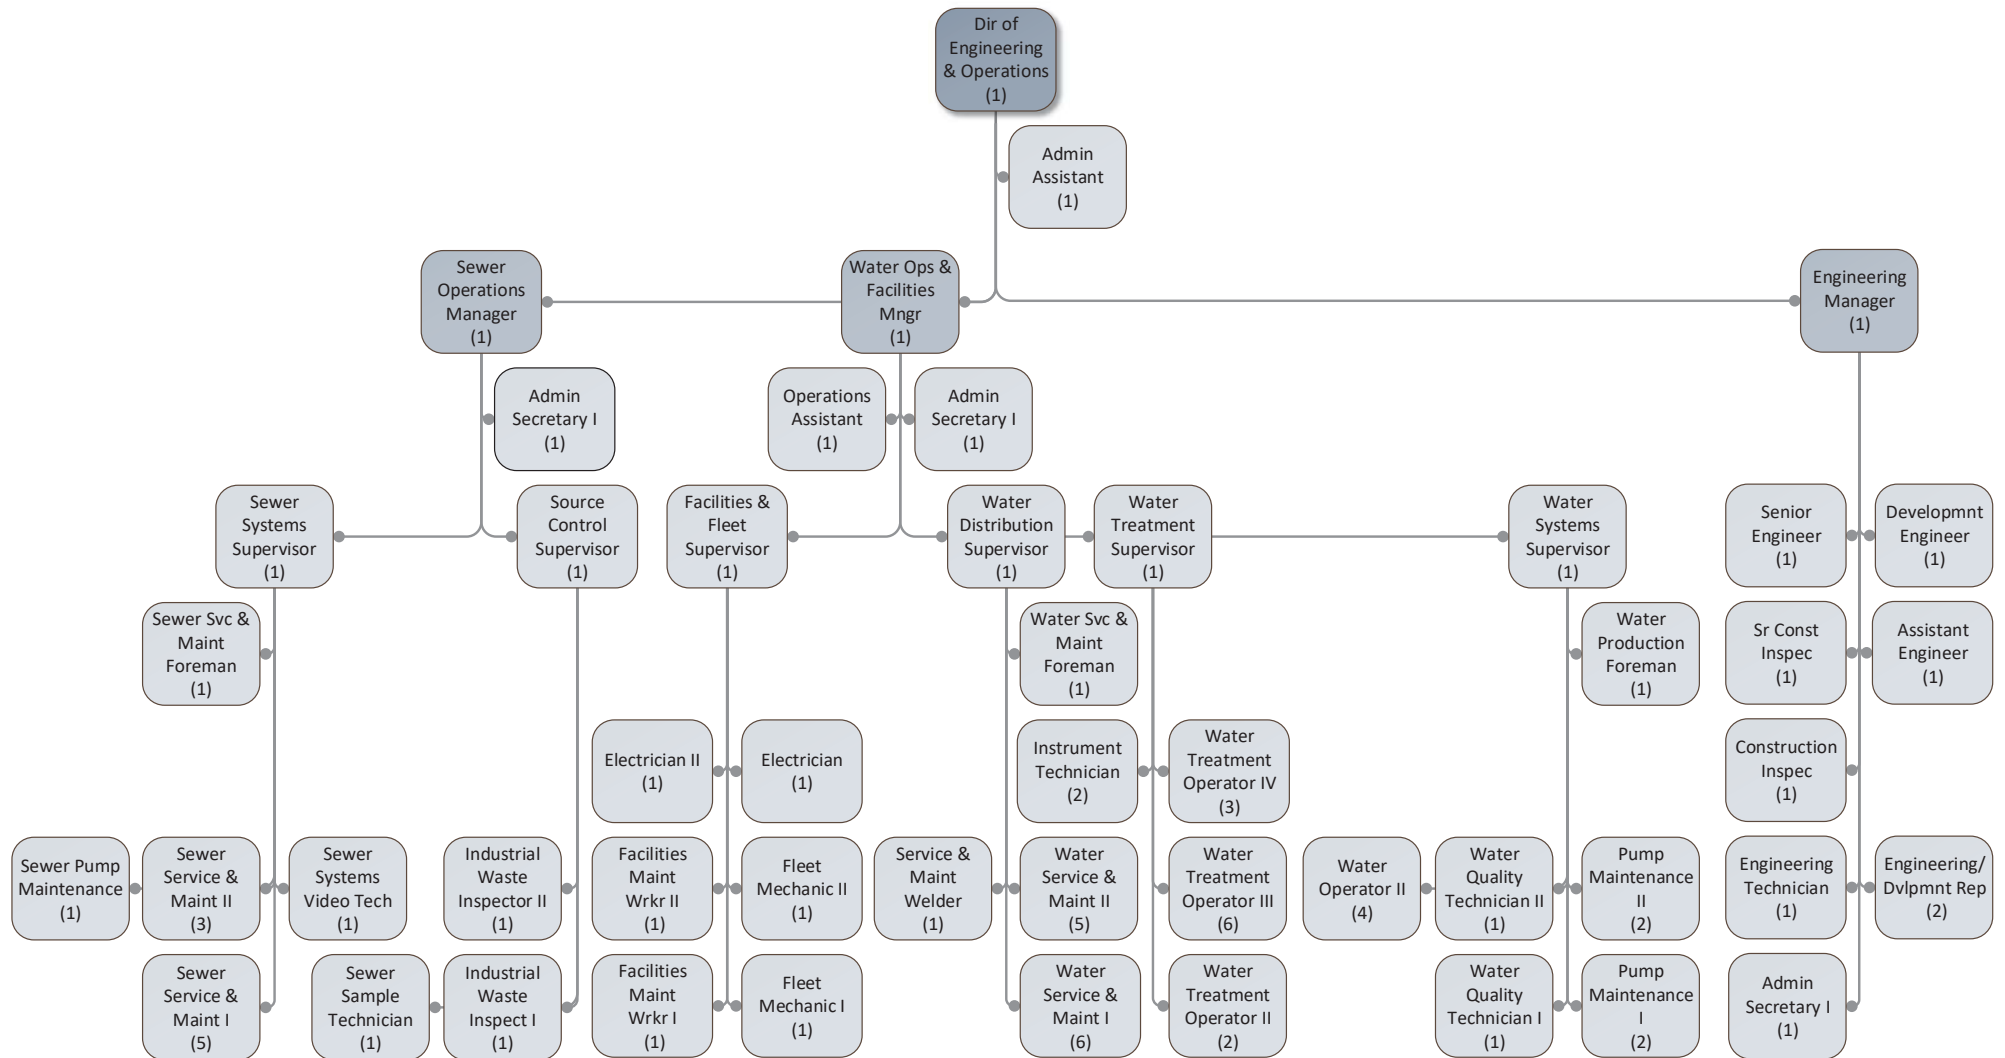 Dir of
Engineering
& Operations
(1)
Admin
Assistant
(1)
Sewer
Operations
Manager
(1)
Water Ops &
Facilities
Mngr
(1)
Engineering
Manager
(1)
Admin
Secretary I
(1)
Operations
Assistant
(1)
Admin
Secretary I
(1)
Sewer
Systems
Supervisor
(1)
Source
Control
Supervisor
(1)
Facilities &
Fleet
Supervisor
(1)
Water
Distribution
Supervisor
(1)
Water
Treatment
Supervisor
(1)
Water
Systems
Supervisor
(1)
Senior
Engineer
(1)
Developmnt
Engineer
(1)
Sewer Svc &
Maint
Foreman
(1)
Water Svc &
Maint
Foreman
(1)
Water
Production
Foreman
(1)
Sr Const
Inspec
(1)
Assistant
Engineer
(1)
Electrician II
(1)
Electrician
(1)
Instrument
Technician
(2)
Water
Treatment
Operator IV
(3)
Construction
Inspec
(1)
Sewer Pump
Maintenance
(1)
Sewer
Service &
Maint II
(3)
Sewer
Systems
Video Tech
(1)
Industrial
Waste
Inspector II
(1)
Facilities
Maint
Wrkr II
(1)
Fleet
Mechanic II
(1)
Service &
Maint
Welder
(1)
Water
Service &
Maint II
(5)
Water
Treatment
Operator III
(6)
Water
Operator II
(4)
Water
Quality
Technician II
(1)
Pump
Maintenance
II
(2)
Engineering
Technician
(1)
Engineering/
Dvlpmnt Rep
(2)
Sewer
Service &
Maint I
(5)
Sewer
Sample
Technician
(1)
Industrial
Waste
Inspect I
(1)
Facilities
Maint
Wrkr I
(1)
Fleet
Mechanic I
(1)
Water
Service &
Maint I
(6)
Water
Treatment
Operator II
(2)
Water
Quality
Technician I
(1)
Pump
Maintenance
I
(2)
Admin
Secretary I
(1)